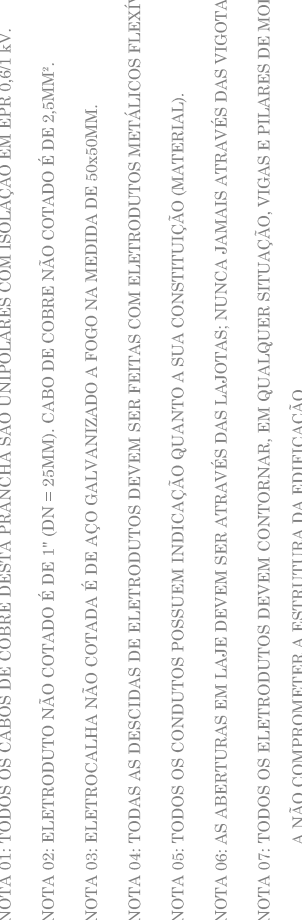 NOTA 01: TODOS OS CABOS DE COBRE DESTA PRANCHA SÃO UNIPOLARES COM ISOLAÇÃO EM EPR 0,6/1 kV.
NOTA 02: ELETRODUTO NÃO COTADO É DE 1" (DN = 25MM). CABO DE COBRE NÃO COTADO É DE 2,5MM².
NOTA 03: ELETROCALHA NÃO COTADA É DE AÇO GALVANIZADO A FOGO NA MEDIDA DE 50x50MM.
NOTA 04: TODAS AS DESCIDAS DE ELETRODUTOS DEVEM SER FEITAS COM ELETRODUTOS METÁLICOS FLEXÍV
NOTA 05: TODOS OS CONDUTOS POSSUEM INDICAÇÃO QUANTO A SUA CONSTITUIÇÃO (MATERIAL).
NOTA 06: AS ABERTURAS EM LAJE DEVEM SER ATRAVÉS DAS LAJOTAS; NUNCA JAMAIS ATRAVÉS DAS VIGOTA
NOTA 07: TODOS OS ELETRODUTOS DEVEM CONTORNAR, EM QUALQUER SITUAÇÃO, VIGAS E PILARES DE MOD
A NÃO COMPROMETER A ESTRUTURA DA EDIFICAÇÃO